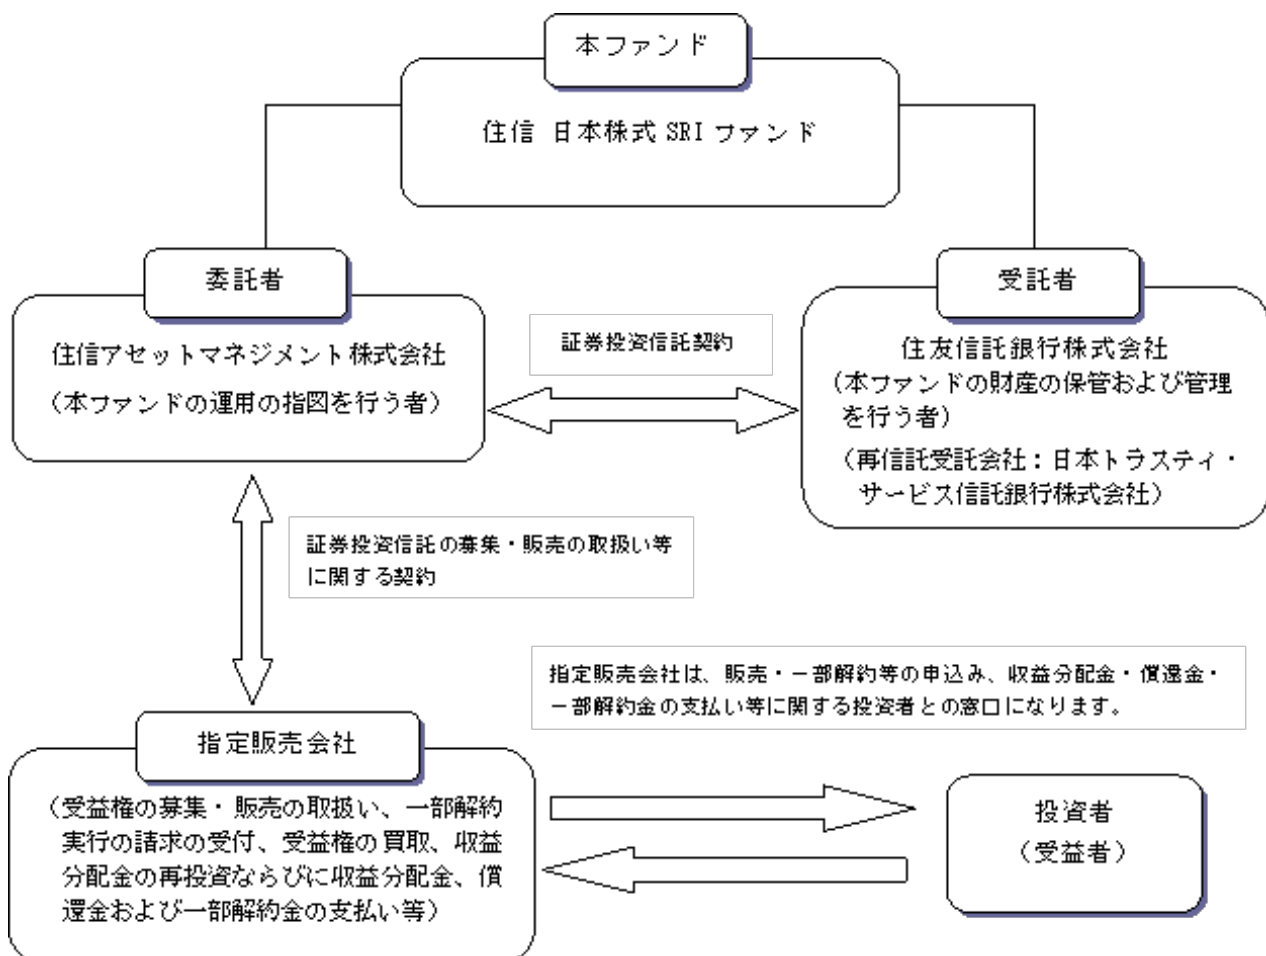 本ファンド
住信 日本株式 SRI ファンド
委託者
受託者
住信アセットマネジメント株式会社
（本ファンドの運用の指図を行う者）
証券投資信託契約
住友信託銀行株式会社
（本ファンドの財産の保管および管理
を行う者）
（再信託受託会社：日本トラスティ・
サービス信託銀行株式会社）
証券投資信託の募集・販売の取扱い等
に関する契約
指定販売会社は、販売・一部解約等の申込み、収益分配金・償還金・
一部解約金の支払い等に関する投資者との窓口になります。
指定販売会社
（受益権の募集・販売の取扱い、一部解約
実行の請求の受付、受益権の買取、収益
分配金の再投資ならびに収益分配金、償
還金および一部解約金の支払い等）
投資者
（受益者）